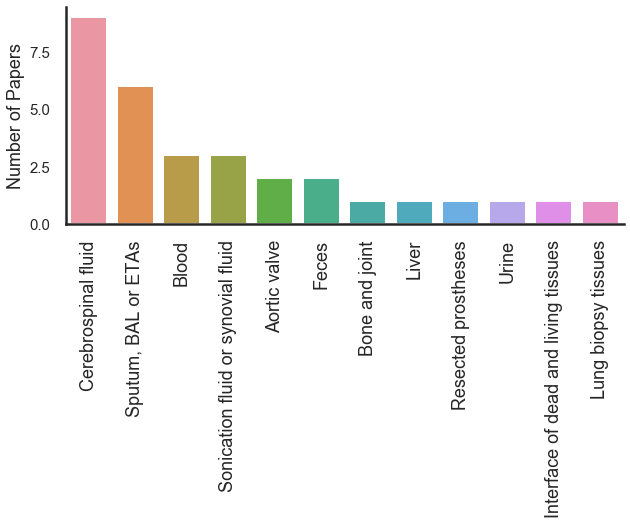 Number of Papers
7.5
5.0
2.5
0.0
Cerebrospinal fluid
Sputum, BAL or ETAs
Blood
Sonication fluid or synovial fluid
Aortic valve
Feces
Bone and joint
Liver
Resected prostheses
Urine
Interface of dead and living tissues
Lung biopsy tissues